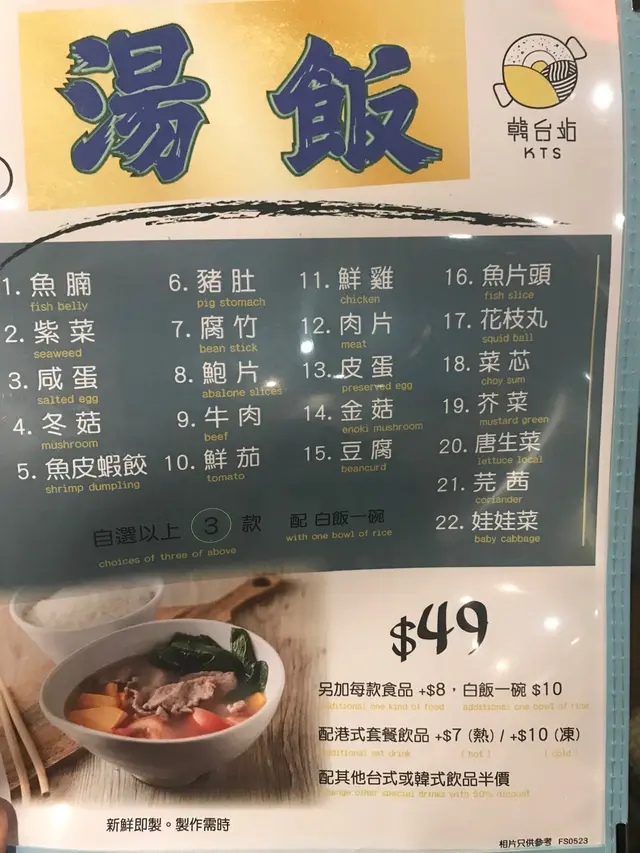 湯飯
韓台站
KTS
1. 魚腩
fish belly
2. 紫菜
seaweed
3. 咸蛋
salted egg
4. 冬菇
mushroom
5. 魚皮蝦餃
shrimp dumpling
6. 豬肚
pig stomach
7. 腐竹
bean stick
8. 鮑片
abalone slices
9. 牛肉
beef
10. 鮮茄
tomato
11. 鮮雞
chicken
12. 肉片
meat
13. 皮蛋
preserved egg
14. 金菇
enoki mushroom
15. 豆腐
beancurd
16. 魚片頭
fish slice
17. 花枝丸
squid ball
18. 菜芯
choy sum
19. 芥菜
mustard green
20. 唐生菜
lettuce local
21. 芫茜
coriander
22. 娃娃菜
baby cabbage
自選以上 3 款 配 白飯一碗
choices of three of above with one bowl of rice
$49
另加每款食品 +$8，白飯一碗 $10
additional one kind of food additional one bowl of rice
配港式套餐飲品 +$7 (熱) / +$10 (凍)
additional set drink (hot) (cold)
配其他台式或韓式飲品半價
change other special drinks with 50% discount
新鮮即製。製作需時
相片只供參考 FS0523